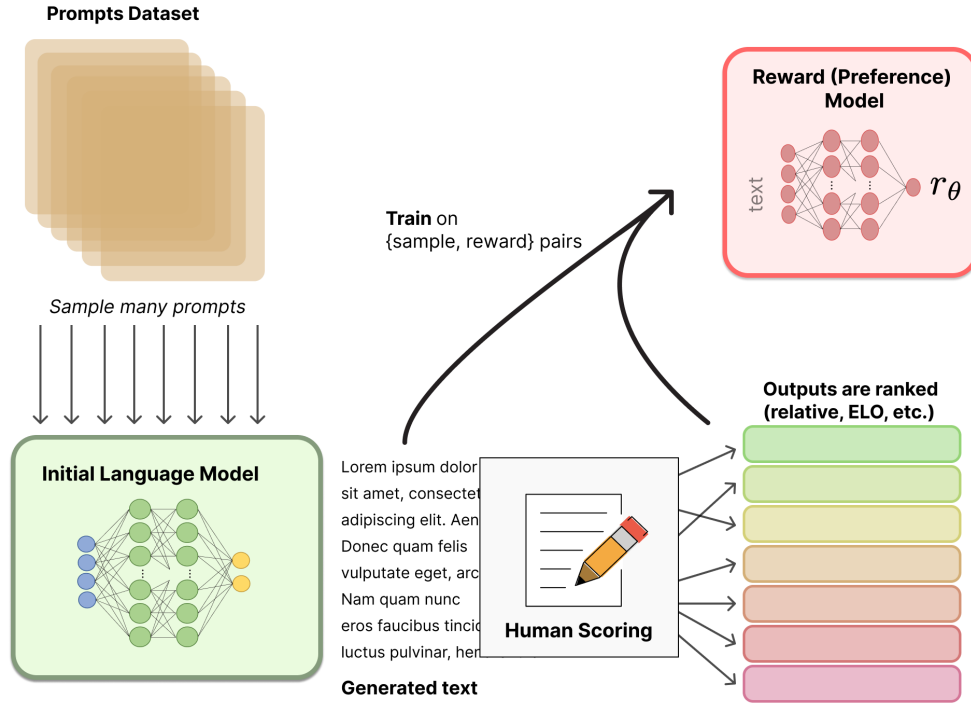 Prompts Dataset
Sample many prompts
Initial Language Model
Train on
{sample, reward} pairs
Reward (Preference)
Model
text
r_θ
Outputs are ranked
(relative, ELO, etc.)
Lorem ipsum dolor
sit amet, consectet
adipiscing elit. Aen
Donec quam felis
vulputate eget, arc
Nam quam nunc
eros faucibus tincid
luctus pulvinar, her
Human Scoring
Generated text